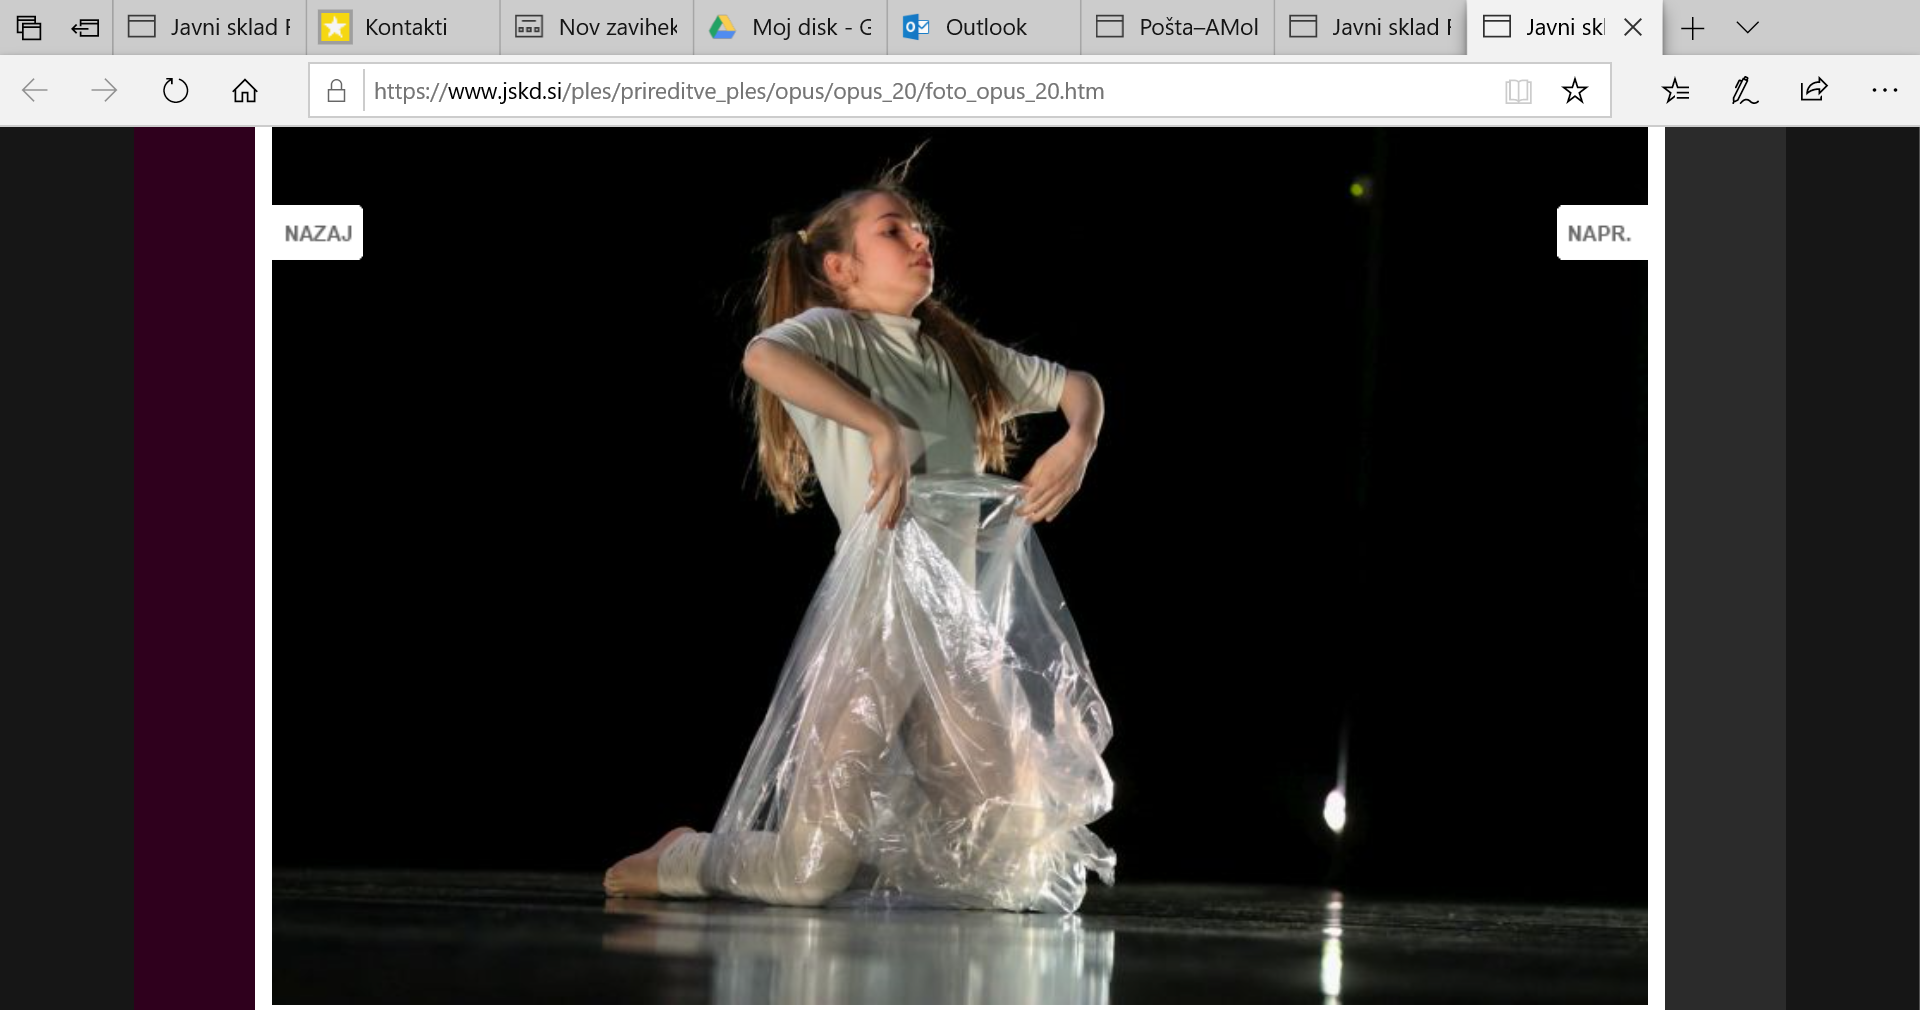 Javni sklad F
Kontakti
Nov zavihek
Moj disk - G
Outlook
Pošta–AMol
Javni sklad F
Javni skl
https://www.jskd.si/ples/prireditve_ples/opus/opus_20/foto_opus_20.htm
NAZAJ
NAPR.